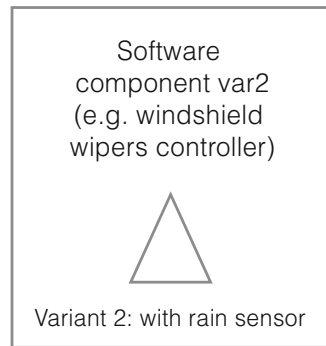 Software
component var2
(e.g. windshield
wipers controller)
Variant 2: with rain sensor